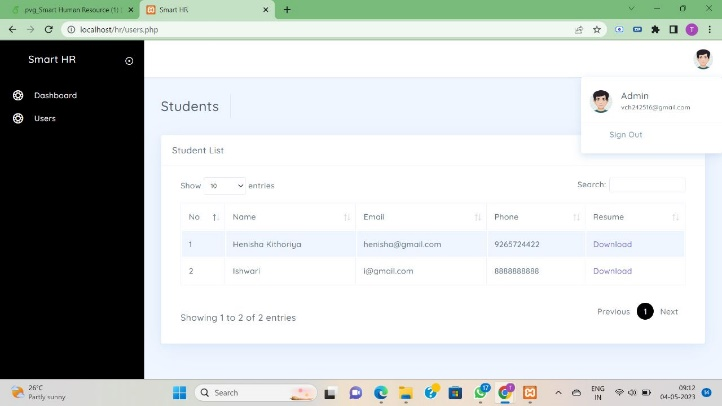 pvg_Smart Human Resource (1) |
Smart HR
localhost/hr/users.php
T
Smart HR
Dashboard
Users
Admin
vch242516@gmail.com
Sign Out
Students
Student List
Show 10 entries
Search:
No Name Email Phone Resume
1 Henisha Kithoriya henisha@gmail.com 9265724422 Download
2 Ishwari i@gmail.com 8888888888 Download
Showing 1 to 2 of 2 entries
Previous 1 Next
26°C
Partly sunny
Search
17
ENG
IN
09:12
04-05-2023